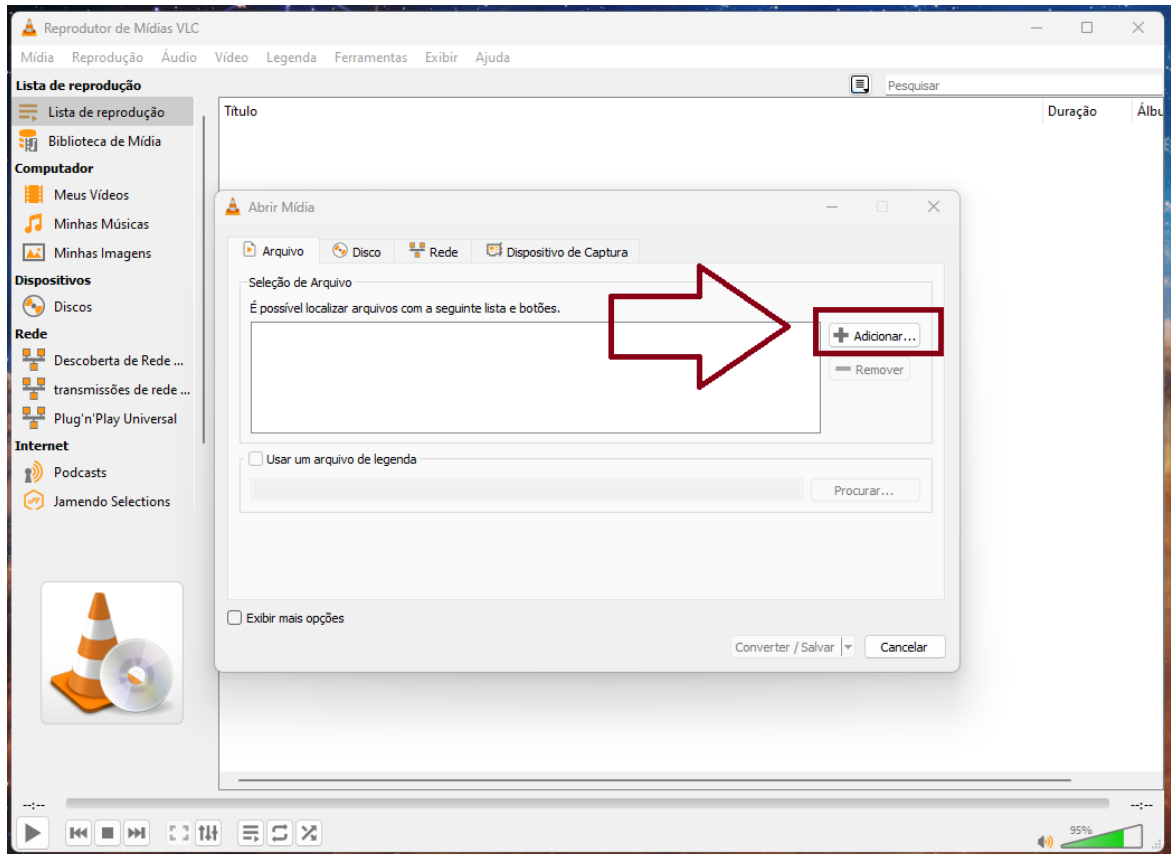 Reprodutor de Mídias VLC
Mídia Reprodução Áudio Vídeo Legenda Ferramentas Exibir Ajuda
Lista de reprodução
Pesquisar
Lista de reprodução
Título Duração Álbu
Biblioteca de Mídia
Computador
Meus Vídeos
Minhas Músicas
Minhas Imagens
Dispositivos
Discos
Rede
Descoberta de Rede ...
transmissões de rede ...
Plug'n'Play Universal
Internet
Podcasts
Jamendo Selections
Abrir Mídia
Arquivo Disco Rede Dispositivo de Captura
Seleção de Arquivo
É possível localizar arquivos com a seguinte lista e botões.
Adicionar...
Remover
Usar um arquivo de legenda
Procurar...
Exibir mais opções
Converter / Salvar Cancelar
--:-- --:--
95%